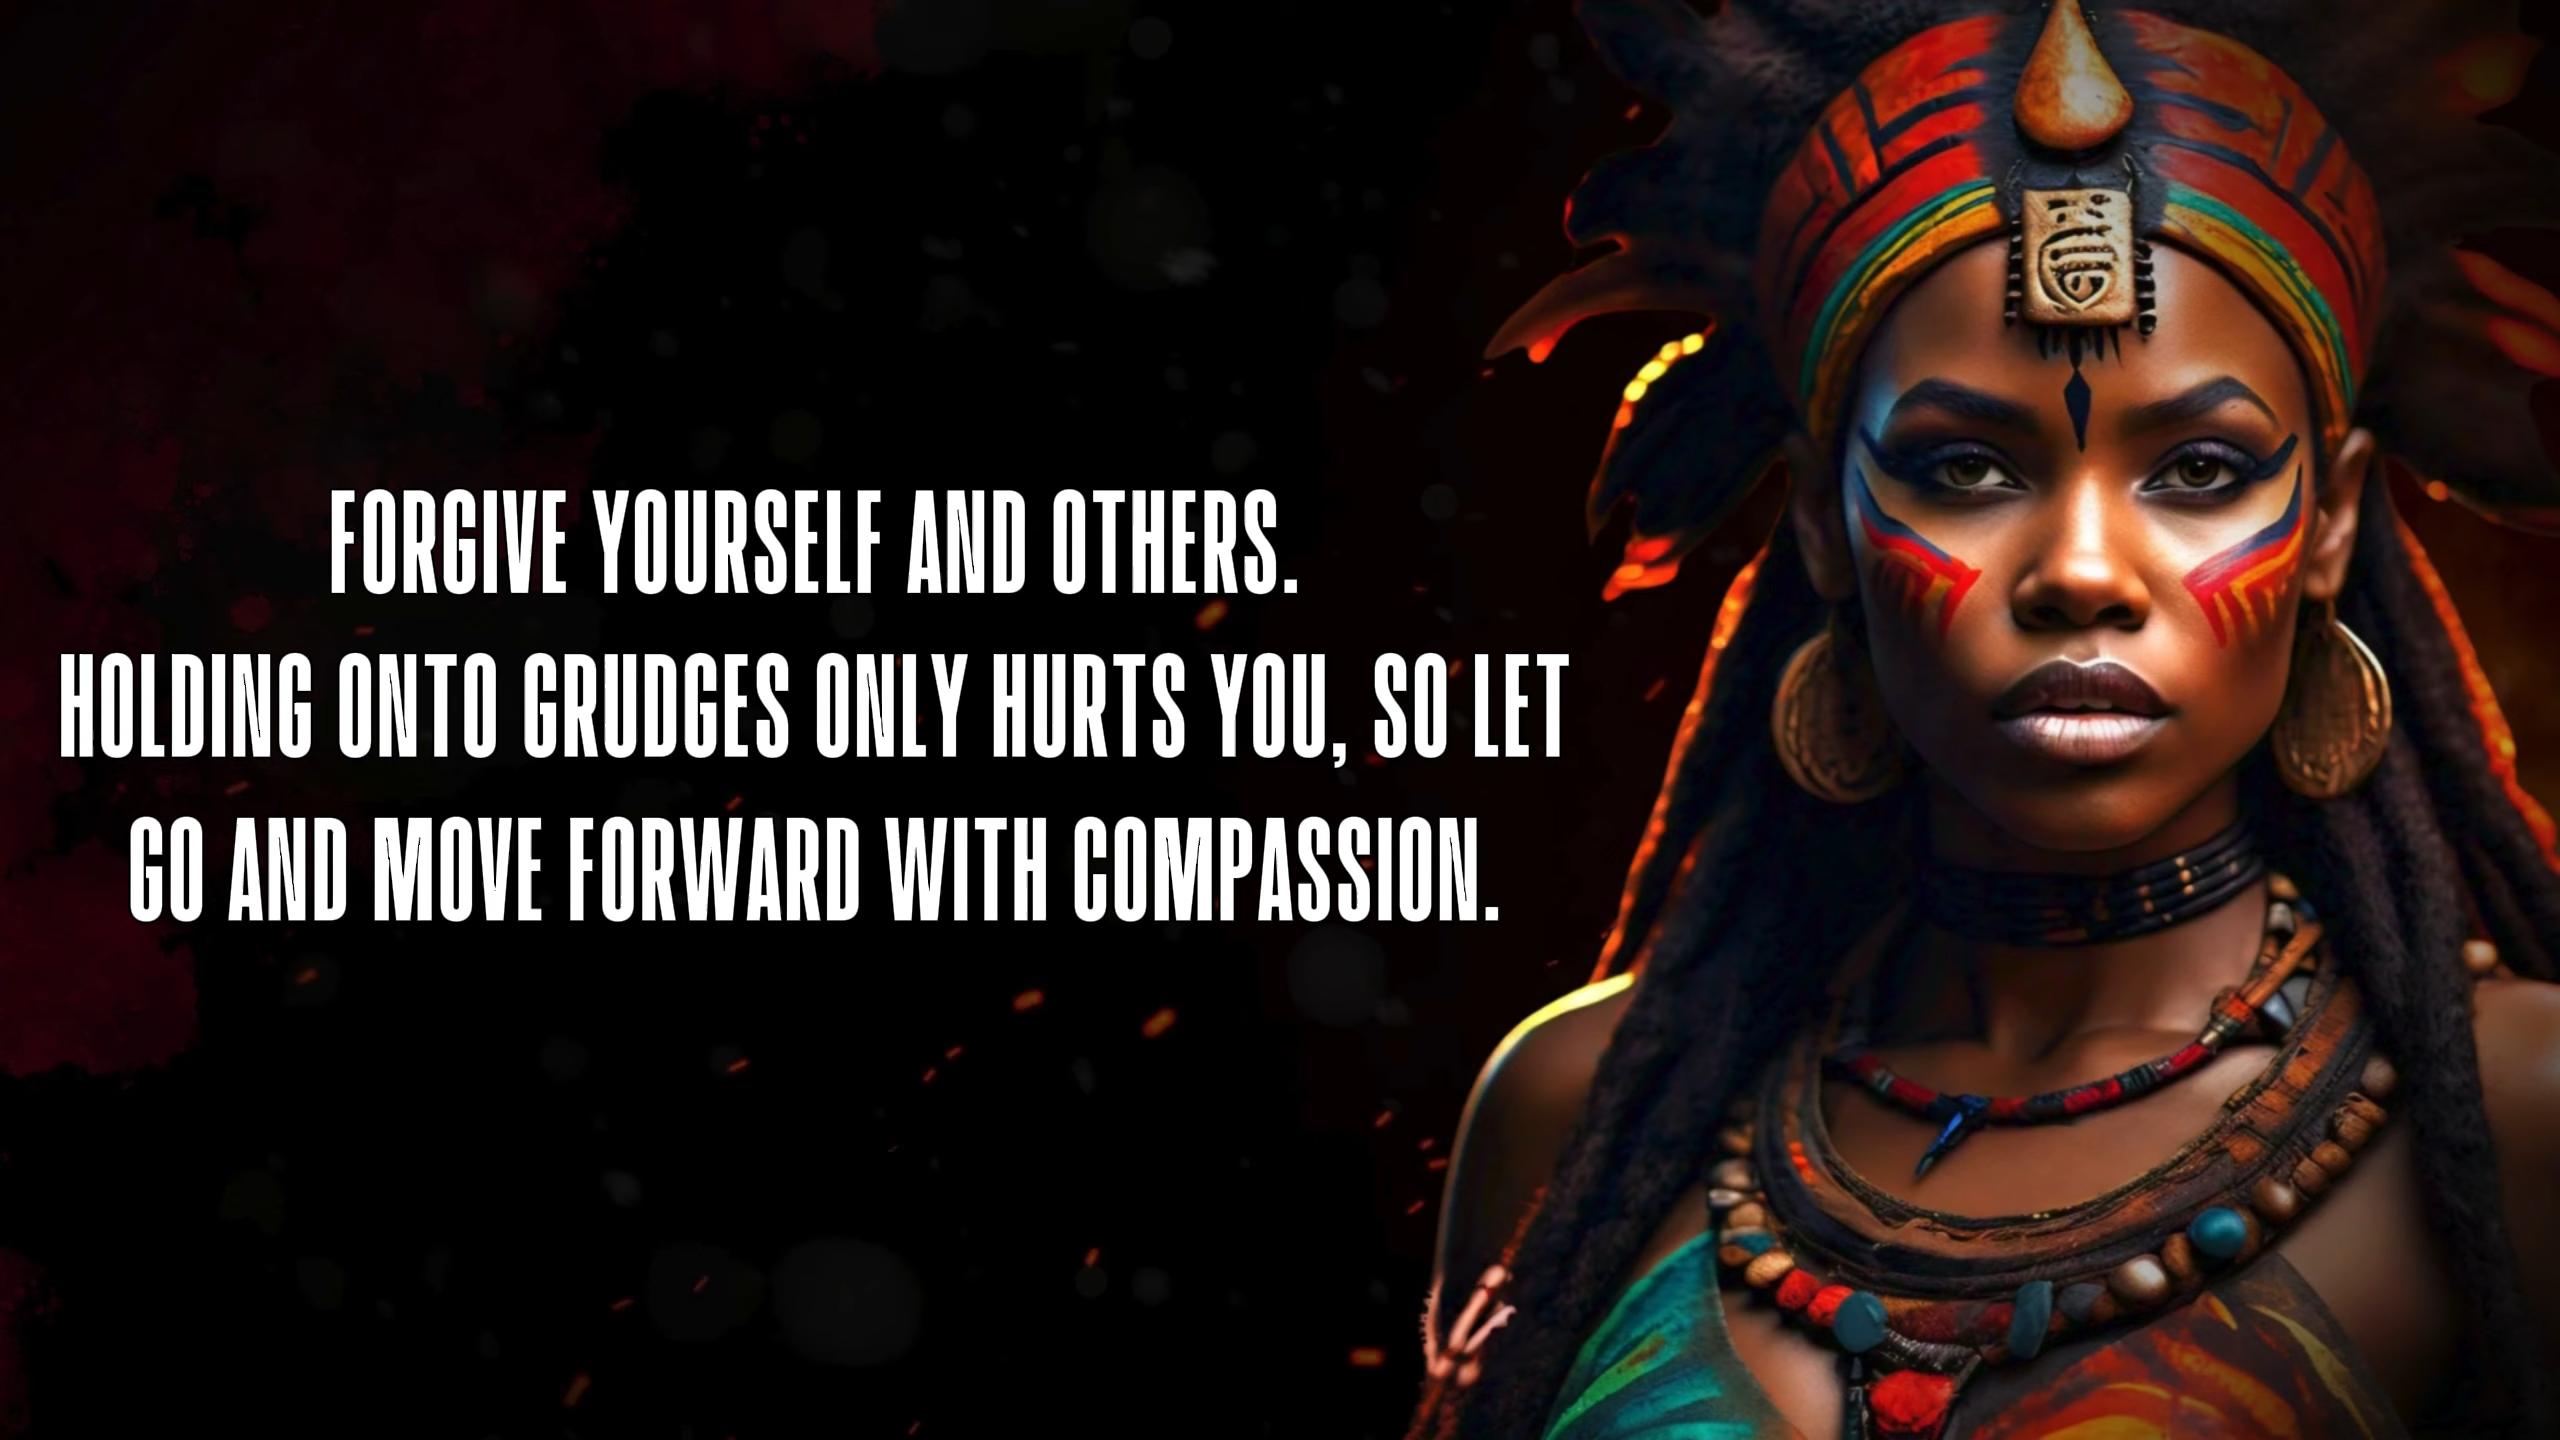 FORGIVE YOURSELF AND OTHERS.
HOLDING ONTO GRUDGES ONLY HURTS YOU, SO LET
GO AND MOVE FORWARD WITH COMPASSION.